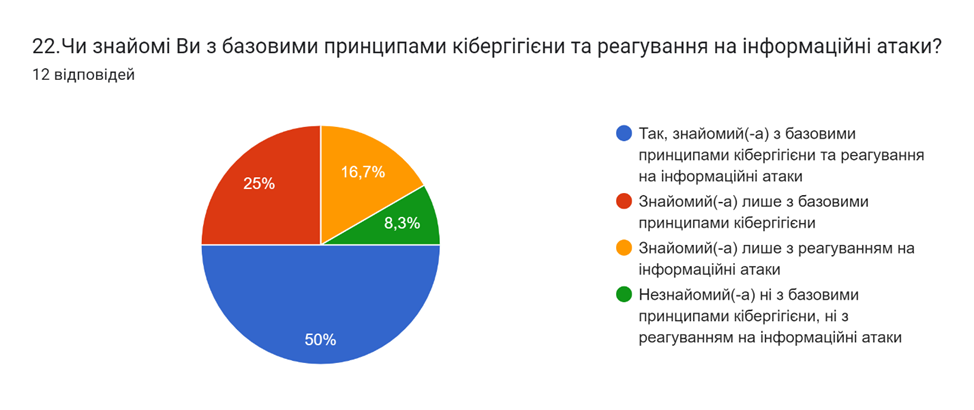 22.Чи знайомі Ви з базовими принципами кібергігієни та реагування на інформаційні атаки?
12 відповідей
25%
16,7%
8,3%
50%
Так, знайомий(-а) з базовими
принципами кібергігієни та реагування
на інформаційні атаки
Знайомий(-а) лише з базовими
принципами кібергігієни
Знайомий(-а) лише з реагуванням на
інформаційні атаки
Незнайомий(-а) ні з базовими
принципами кібергігієни, ні з
реагуванням на інформаційні атаки